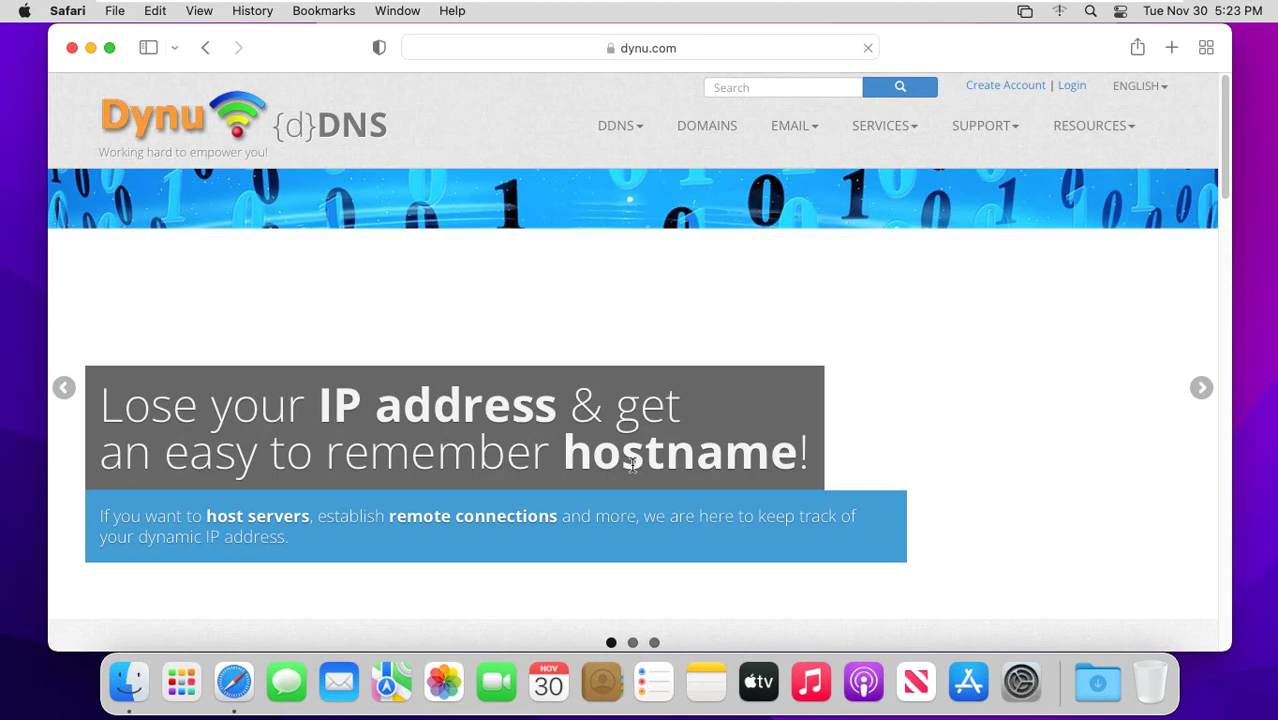 Safari File Edit View History Bookmarks Window Help Tue Nov 30 5:23 PM
dynu.com
Search Create Account | Login ENGLISH
Dynu {d}DNS
DDNS DOMAINS EMAIL SERVICES SUPPORT RESOURCES
Working hard to empower you!
Lose your IP address & get
an easy to remember hostname!
If you want to host servers, establish remote connections and more, we are here to keep track of
your dynamic IP address.
NOV
30
tv